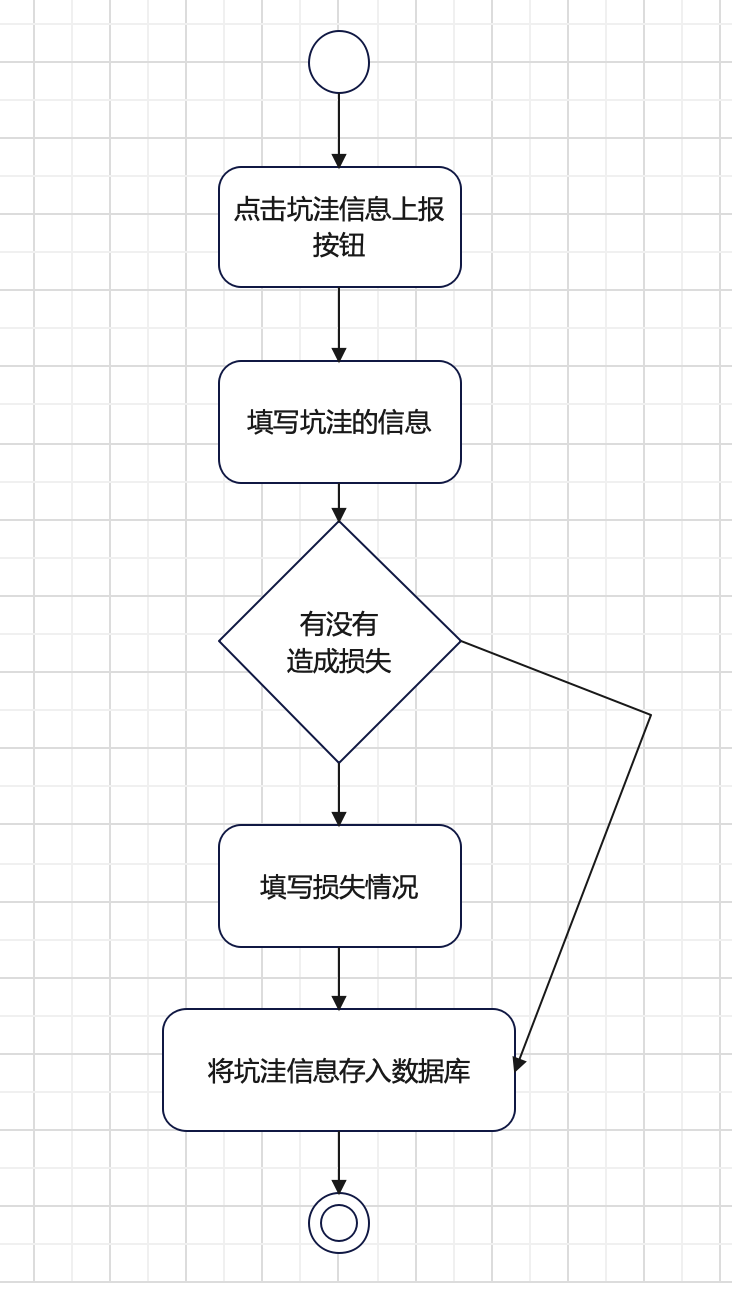 点击坑洼信息上报
按钮
填写坑洼的信息
有没有
造成损失
填写损失情况
将坑洼信息存入数据库